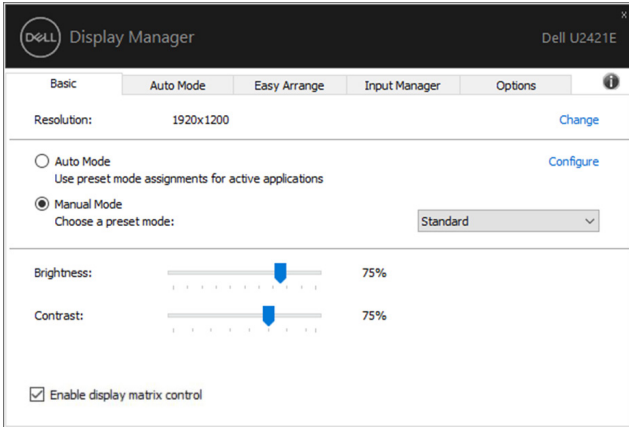 DELL Display Manager
Dell U2421E
x
Basic Auto Mode Easy Arrange Input Manager Options i
Resolution: 1920x1200 Change
Auto Mode Configure
Use preset mode assignments for active applications
Manual Mode
Choose a preset mode: Standard
Brightness: 75%
Contrast: 75%
Enable display matrix control